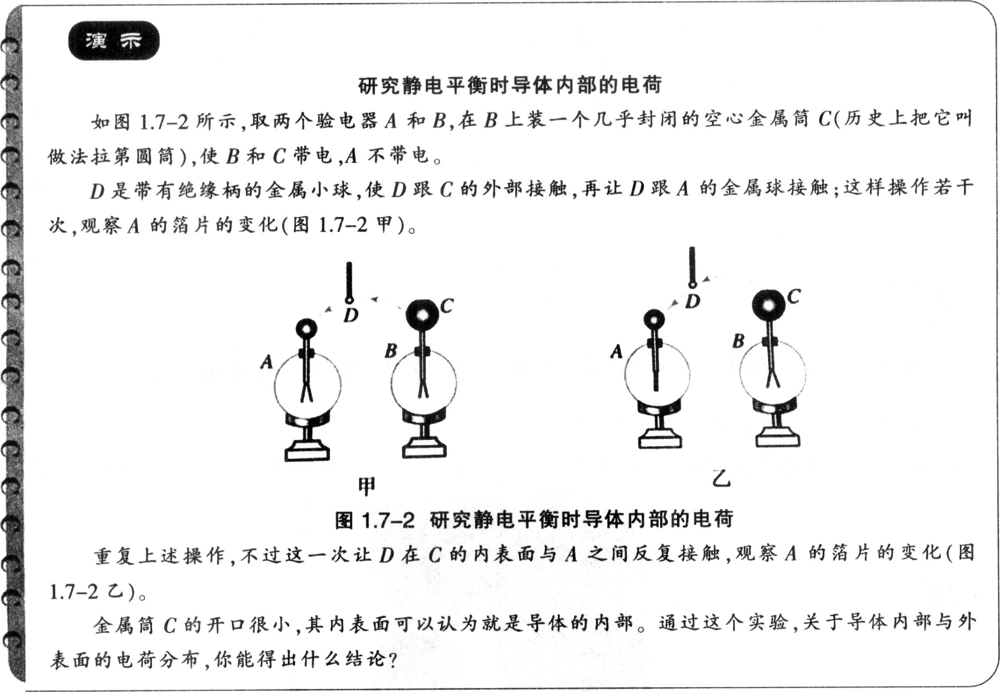 演示
研究静电平衡时导体内部的电荷
如图 1.7-2 所示,取两个验电器 A 和 B,在 B 上装一个几乎封闭的空心金属筒 C(历史上把它叫
做法拉第圆筒),使 B 和 C 带电,A 不带电。
D 是带有绝缘柄的金属小球,使 D 跟 C 的外部接触,再让 D 跟 A 的金属球接触;这样操作若干
次,观察 A 的箔片的变化(图 1.7-2 甲)。
D C B A
D C B A
甲 乙
图 1.7-2 研究静电平衡时导体内部的电荷
重复上述操作,不过这一次让 D 在 C 的内表面与 A 之间反复接触,观察 A 的箔片的变化(图
1.7-2 乙)。
金属筒 C 的开口很小,其内表面可以认为就是导体的内部。通过这个实验,关于导体内部与外
表面的电荷分布,你能得出什么结论?